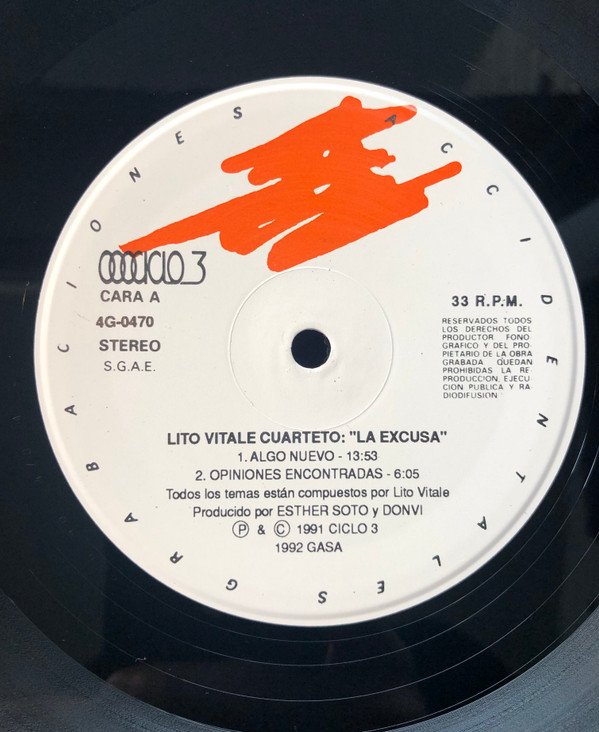 GRABACIONES ACCIDENTALES
CICLO 3
CARA A
4G-0470
STEREO
S.G.A.E.
33 R.P.M.
RESERVADOS TODOS
LOS DERECHOS DEL
PRODUCTOR FONO
GRAFICO Y DEL PRO-
PIETARIO DE LA OBRA
GRABADA QUEDAN
PROHIBIDAS LA RE-
PRODUCCION, EJECU-
CION PUBLICA Y RA-
DIODIFUSION.
LITO VITALE CUARTETO: "LA EXCUSA"
1. ALGO NUEVO - 13:53
2. OPINIONES ENCONTRADAS - 6:05
Todos los temas están compuestos por Lito Vitale
Producido por ESTHER SOTO y DONVI
Ⓟ & © 1991 CICLO 3
1992 GASA